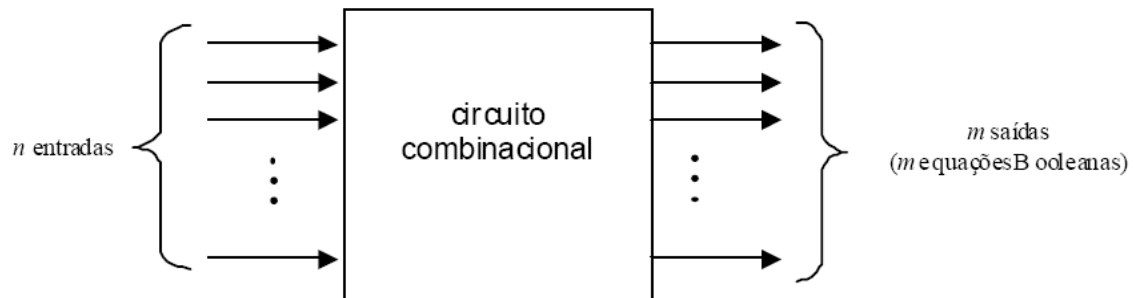 n entradas
circuito
combinacional
m saídas
(m equaçõesB ooleanas)